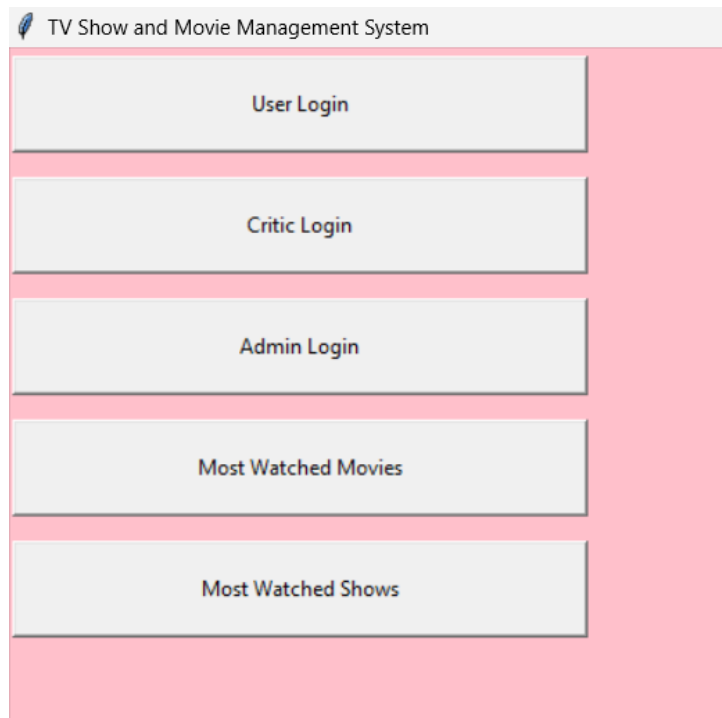 TV Show and Movie Management System
User Login
Critic Login
Admin Login
Most Watched Movies
Most Watched Shows